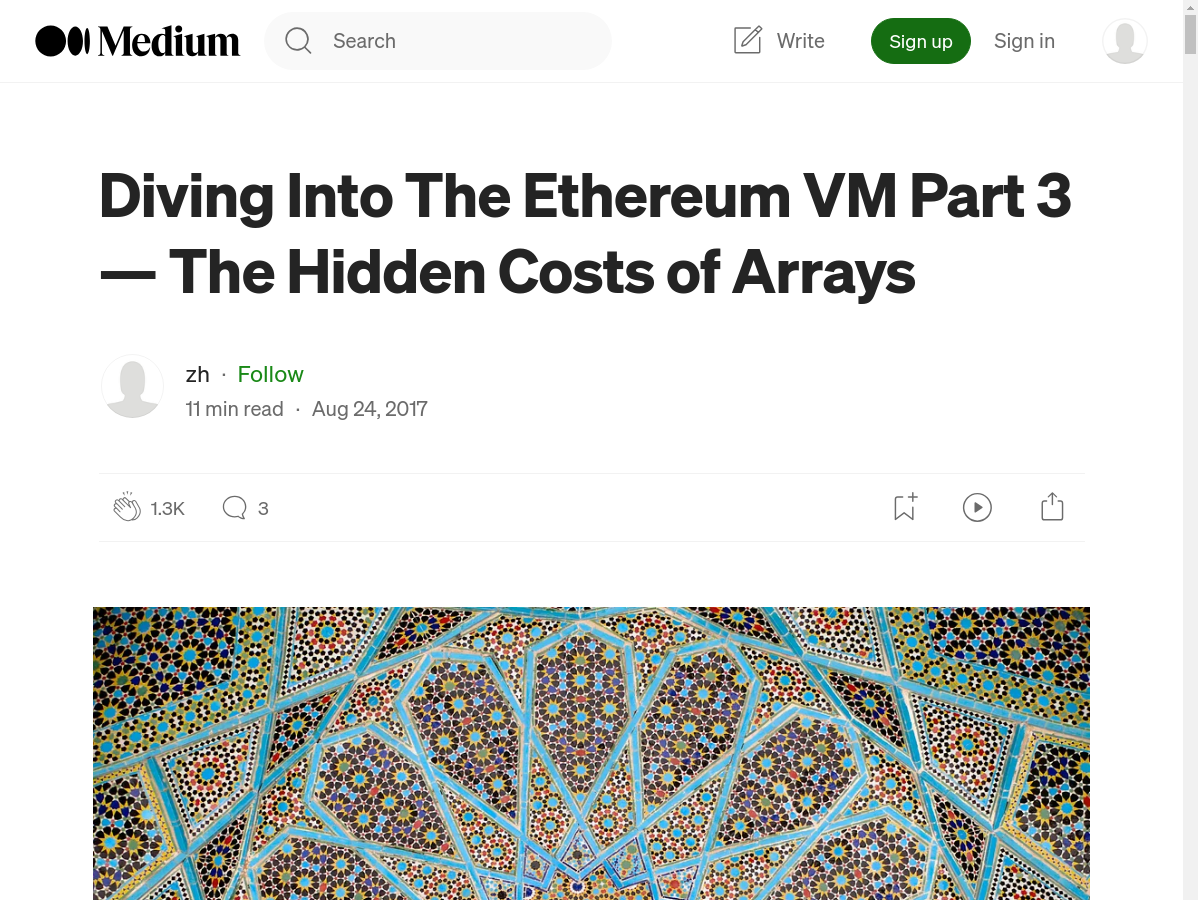 Medium
Search
Write
Sign up
Sign in
Diving Into The Ethereum VM Part 3
— The Hidden Costs of Arrays
zh · Follow
11 min read · Aug 24, 2017
1.3K
3